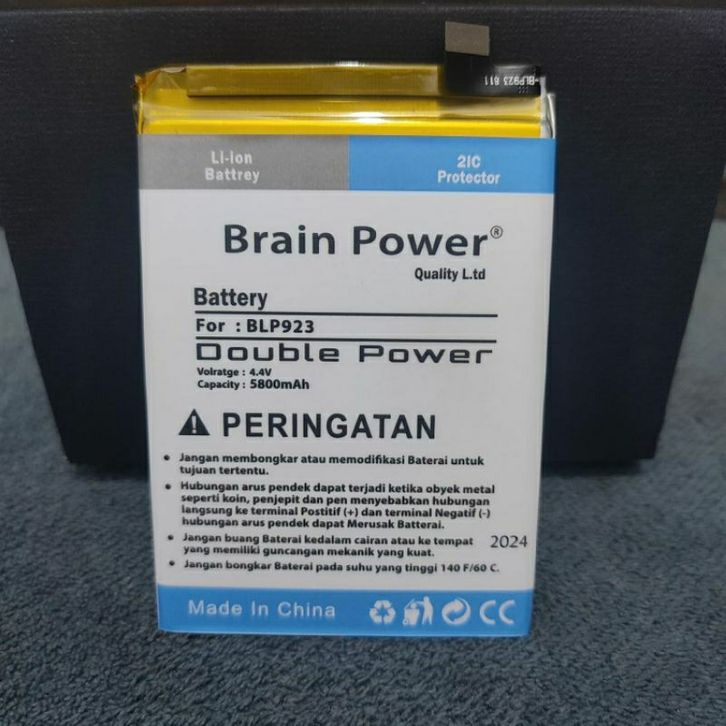 BLP923 611
Li-ion
Battrey
2IC
Protector
Brain Power®
Quality L.td
Battery
For : BLP923
Double Power
Volratge : 4.4V
Capacity : 5800mAh
PERINGATAN
• Jangan membongkar atau memodifikasi Baterai untuk
tujuan tertentu.
• Hubungan arus pendek dapat terjadi ketika obyek metal
seperti koin, penjepit dan pen menyebabkan hubungan
langsung ke terminal Postitif (+) dan terminal Negatif (-)
hubungan arus pendek dapat Merusak Batterai.
• Jangan buang Baterai kedalam cairan atau ke tempat
yang memiliki guncangan mekanik yang kuat.
2024
• Jangan bongkar Baterai pada suhu yang tinggi 140 F/60 C.
Made In China
CC